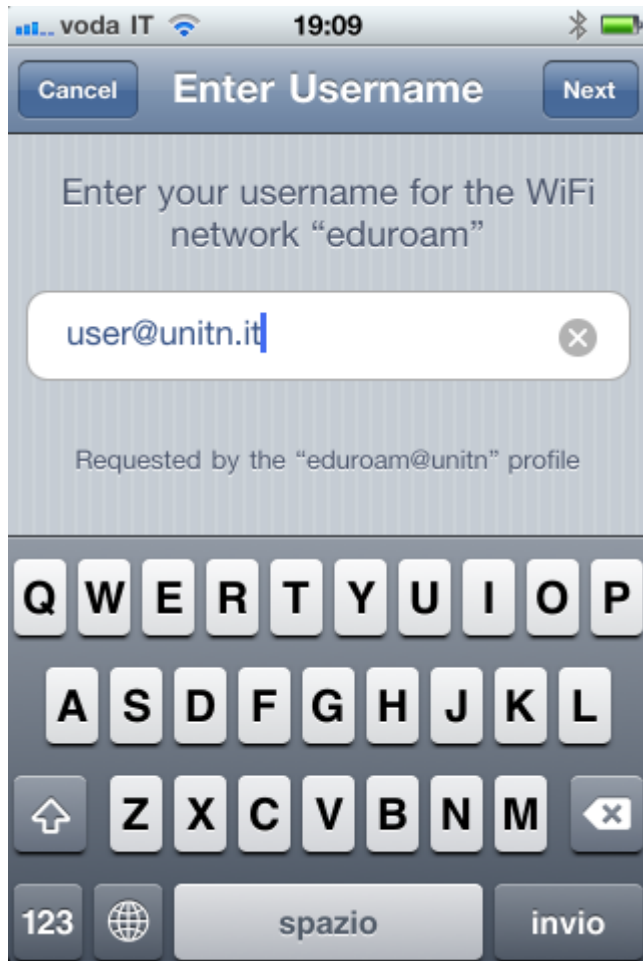 voda IT 19:09
Cancel Enter Username Next
Enter your username for the WiFi
network “eduroam”
user@unitn.it
Requested by the “eduroam@unitn” profile
Q W E R T Y U I O P
A S D F G H J K L
Z X C V B N M
123 spazio invio